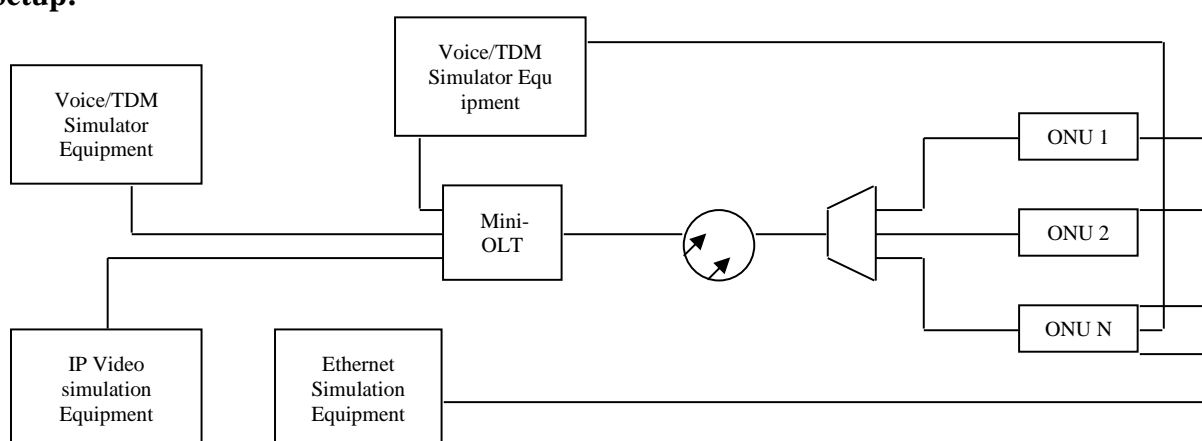 setup:
Voice/TDM
Simulator Equ
ipment
Voice/TDM
Simulator
Equipment
ONU 1
Mini-
OLT
ONU 2
ONU N
IP Video
simulation
Equipment
Ethernet
Simulation
Equipment